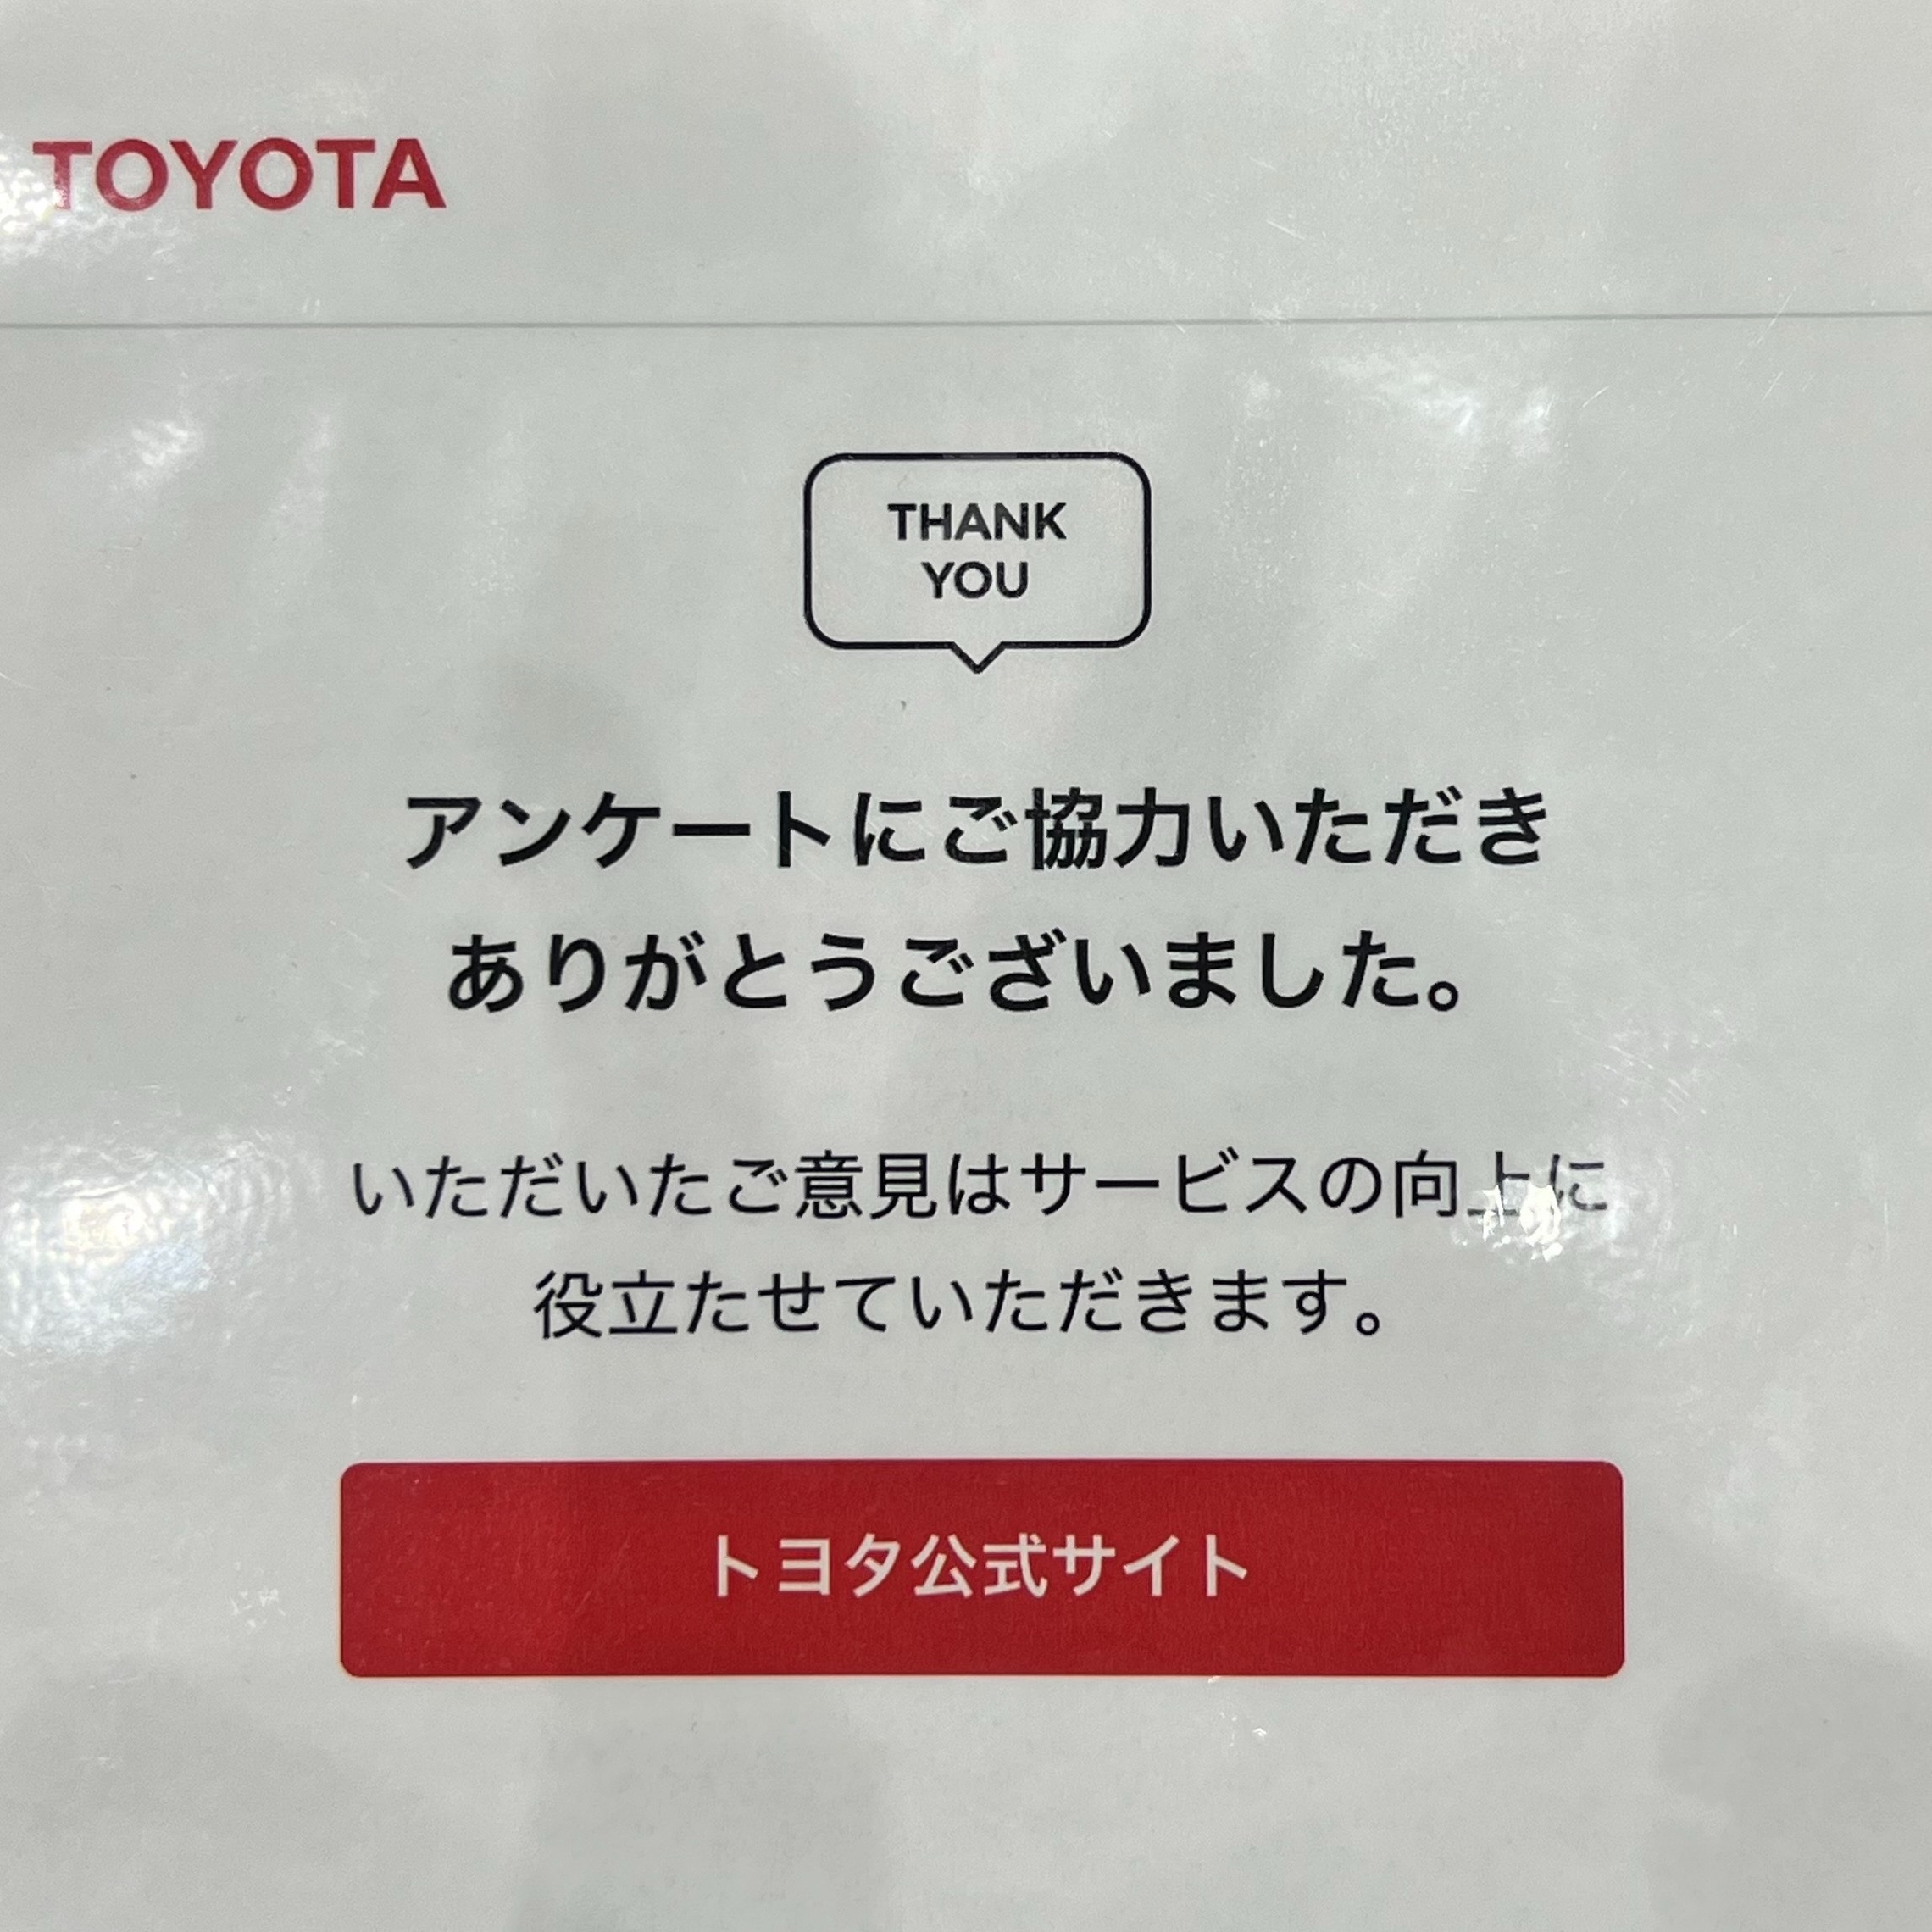 TOYOTA
THANK
YOU
アンケートにご協力いただき
ありがとうございました。
いただいたご意見はサービスの向上に
役立たせていただきます。
トヨタ公式サイト